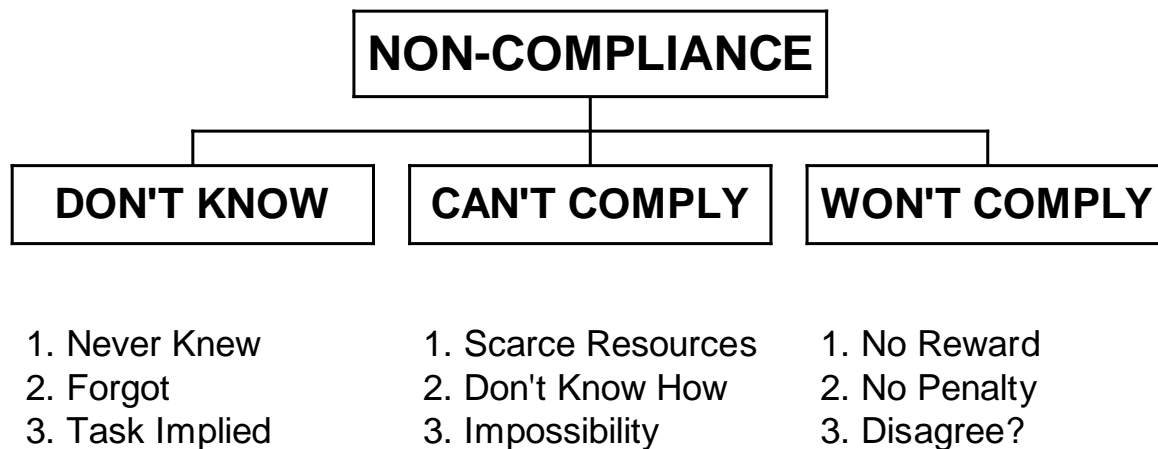 NON-COMPLIANCE
DON'T KNOW
CAN'T COMPLY
WON'T COMPLY
1. Never Knew
2. Forgot
3. Task Implied
1. Scarce Resources
2. Don't Know How
3. Impossibility
1. No Reward
2. No Penalty
3. Disagree?